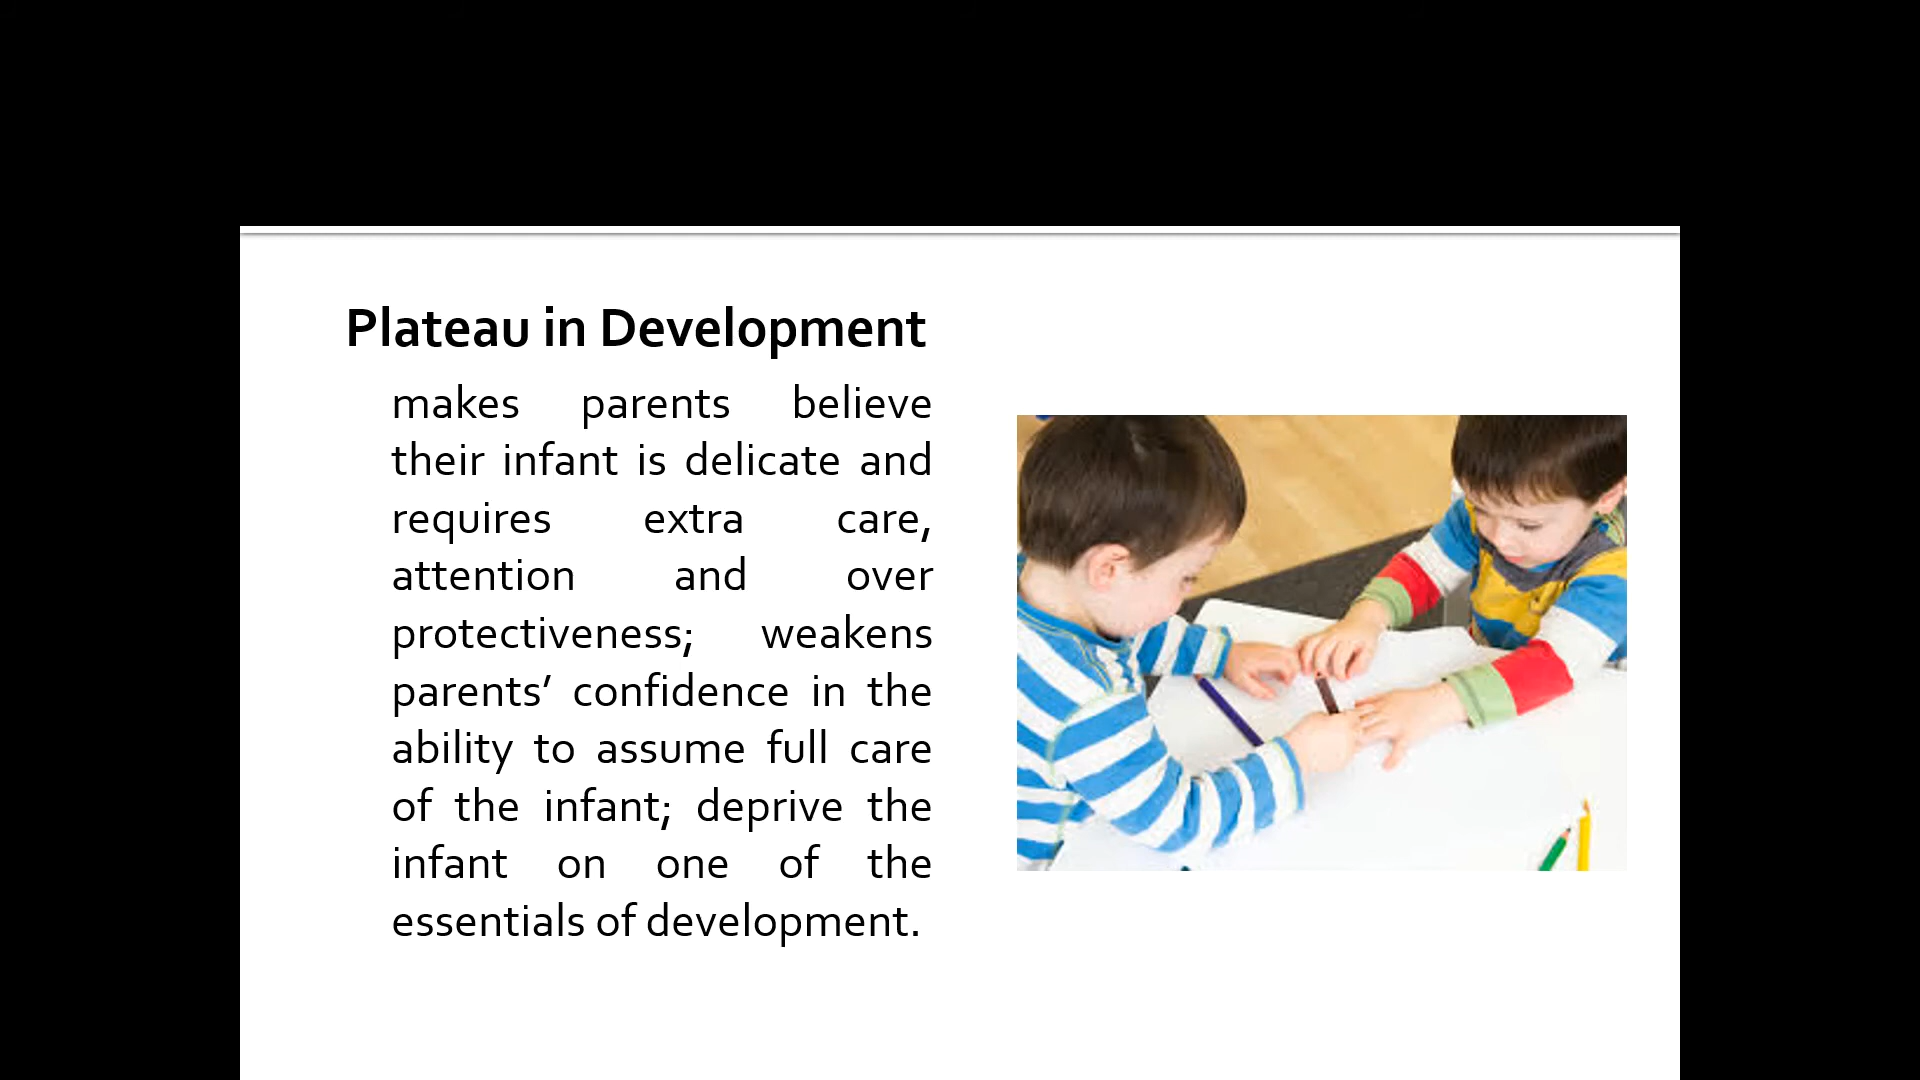 Plateau in Development
makes parents believe
their infant is delicate and
requires extra care,
attention and over
protectiveness; weakens
parents’ confidence in the
ability to assume full care
of the infant; deprive the
infant on one of the
essentials of development.